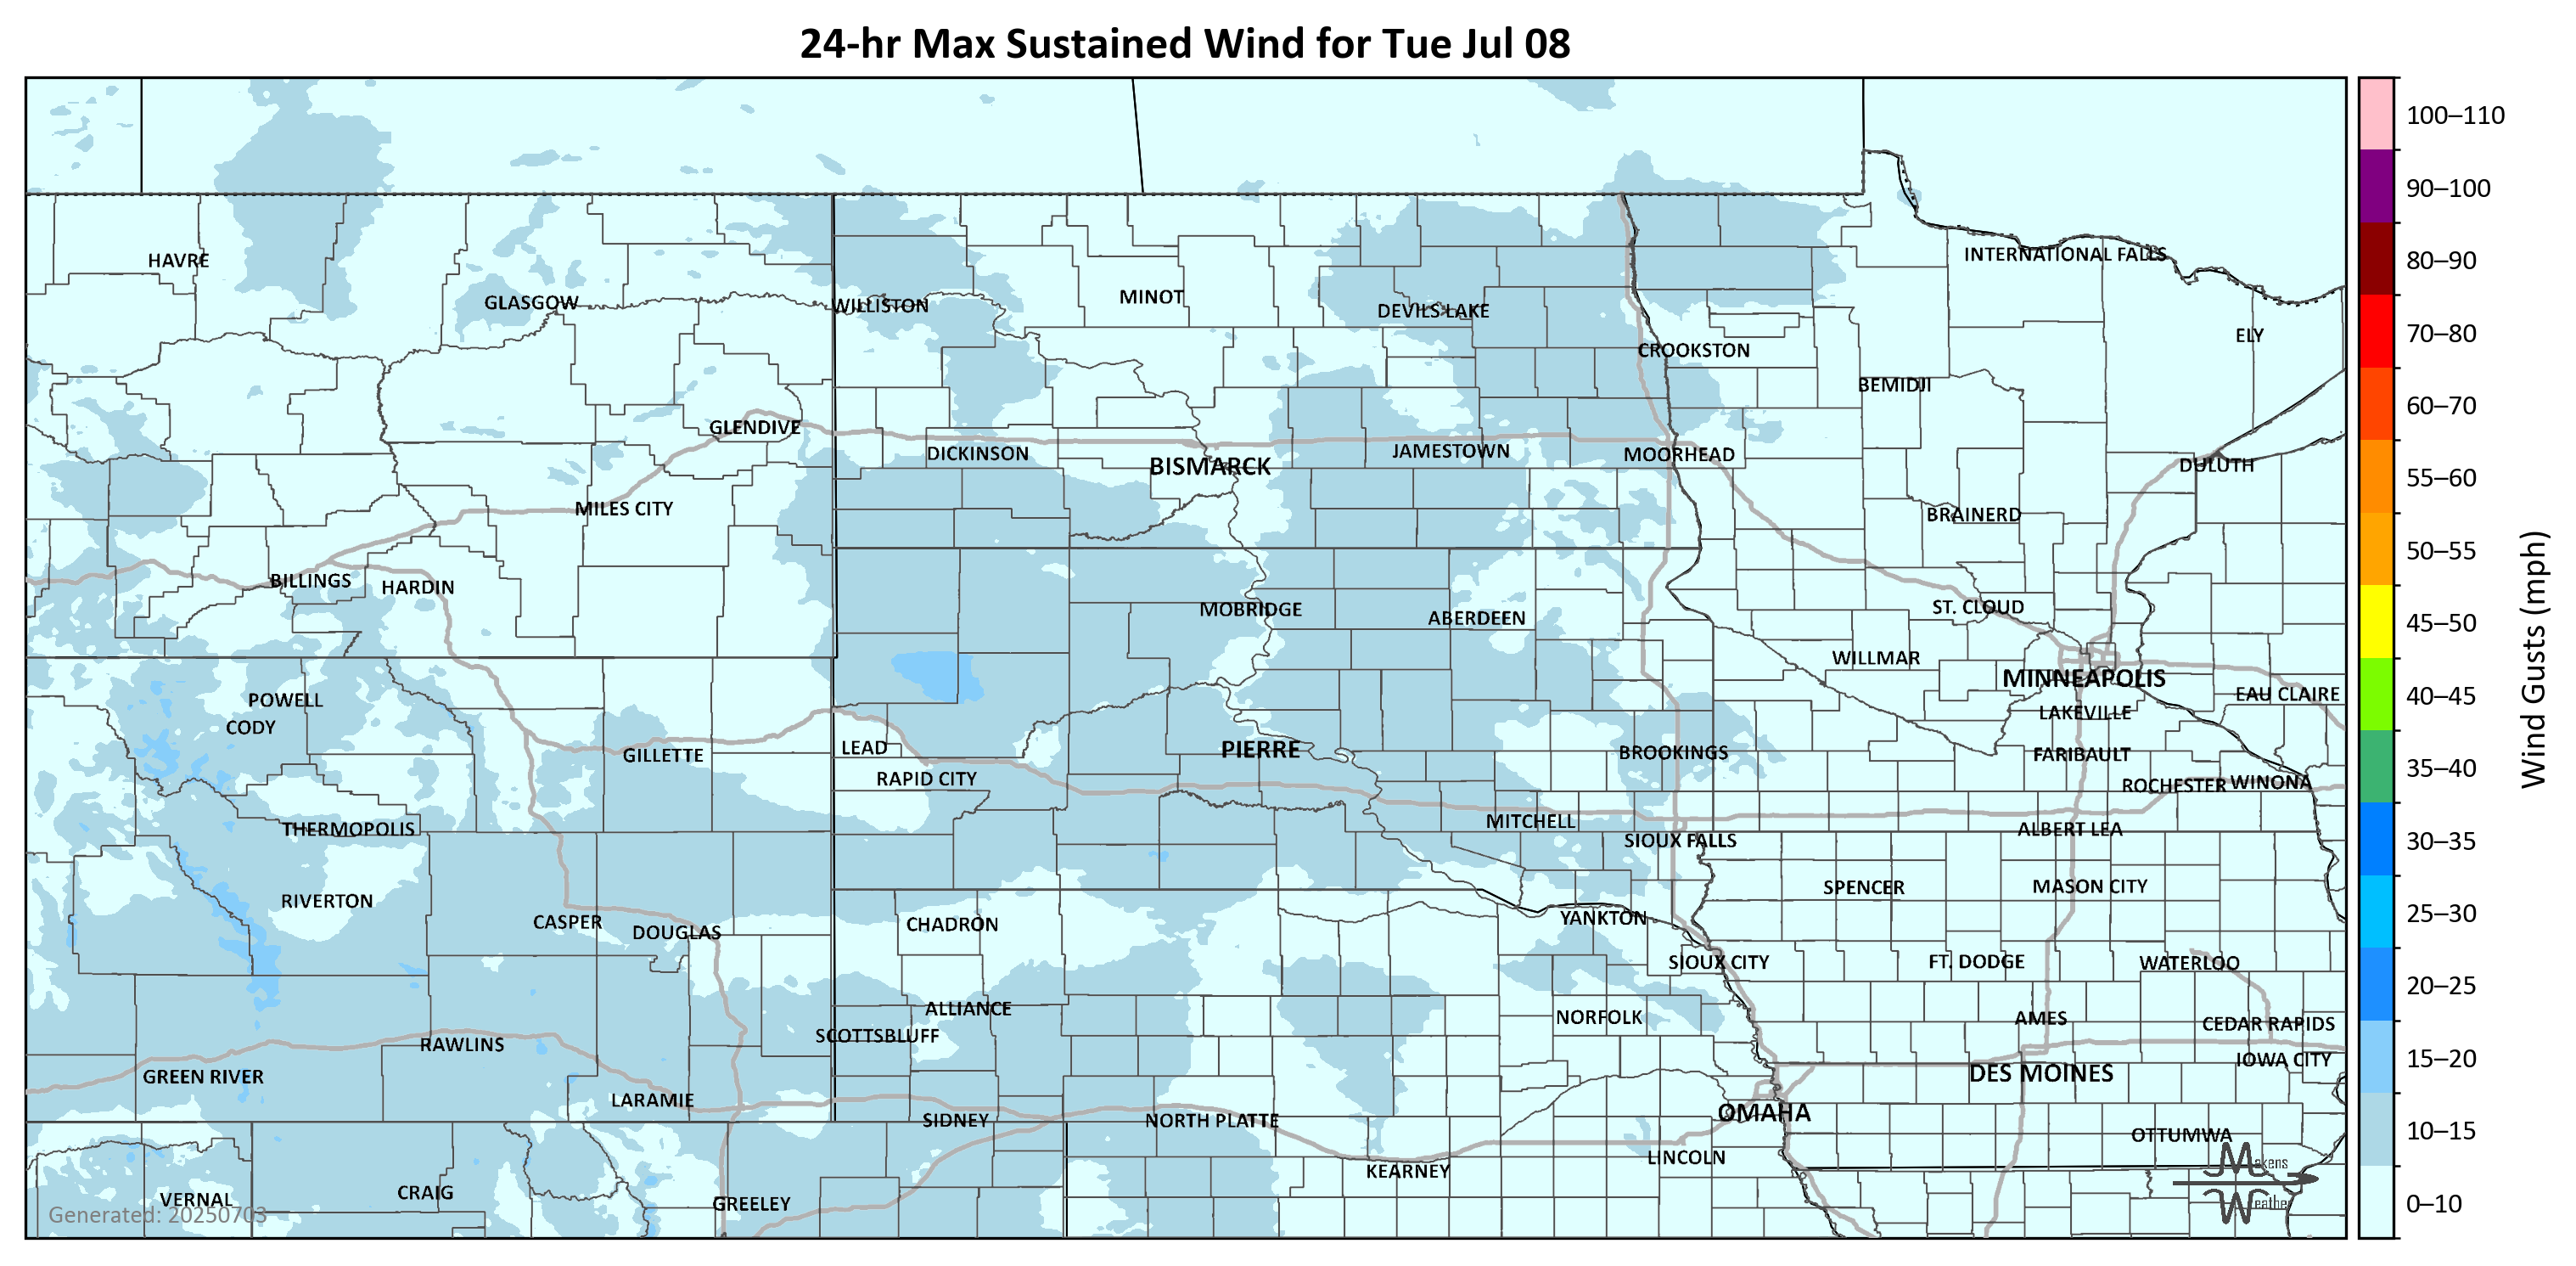 24-hr Max Sustained Wind for Tue Jul 08
100–110
90–100
80–90
70–80
60–70
55–60
50–55
45–50
40–45
35–40
30–35
25–30
20–25
15–20
10–15
0–10
Wind Gusts (mph)
HAVRE
INTERNATIONAL FALLS
GLASGOW
WILLISTON
MINOT
DEVILS LAKE
ELY
CROOKSTON
BEMIDJI
GLENDIVE
DICKINSON
BISMARCK
JAMESTOWN
MOORHEAD
DULUTH
MILES CITY
BRAINERD
BILLINGS
HARDIN
MOBRIDGE
ABERDEEN
ST. CLOUD
WILLMAR
MINNEAPOLIS
EAU CLAIRE
POWELL
CODY
LAKEVILLE
GILLETTE
LEAD
PIERRE
BROOKINGS
FARIBAULT
RAPID CITY
ROCHESTER
WINONA
THERMOPOLIS
MITCHELL
ALBERT LEA
SIOUX FALLS
RIVERTON
SPENCER
MASON CITY
CASPER
DOUGLAS
CHADRON
YANKTON
SIOUX CITY
FT. DODGE
WATERLOO
ALLIANCE
NORFOLK
AMES
CEDAR RAPIDS
SCOTTSBLUFF
RAWLINS
IOWA CITY
GREEN RIVER
DES MOINES
LARAMIE
SIDNEY
NORTH PLATTE
OMAHA
OTTUMWA
LINCOLN
KEARNEY
VERNAL
CRAIG
GREELEY
Generated: 20250703
Makens
Weather